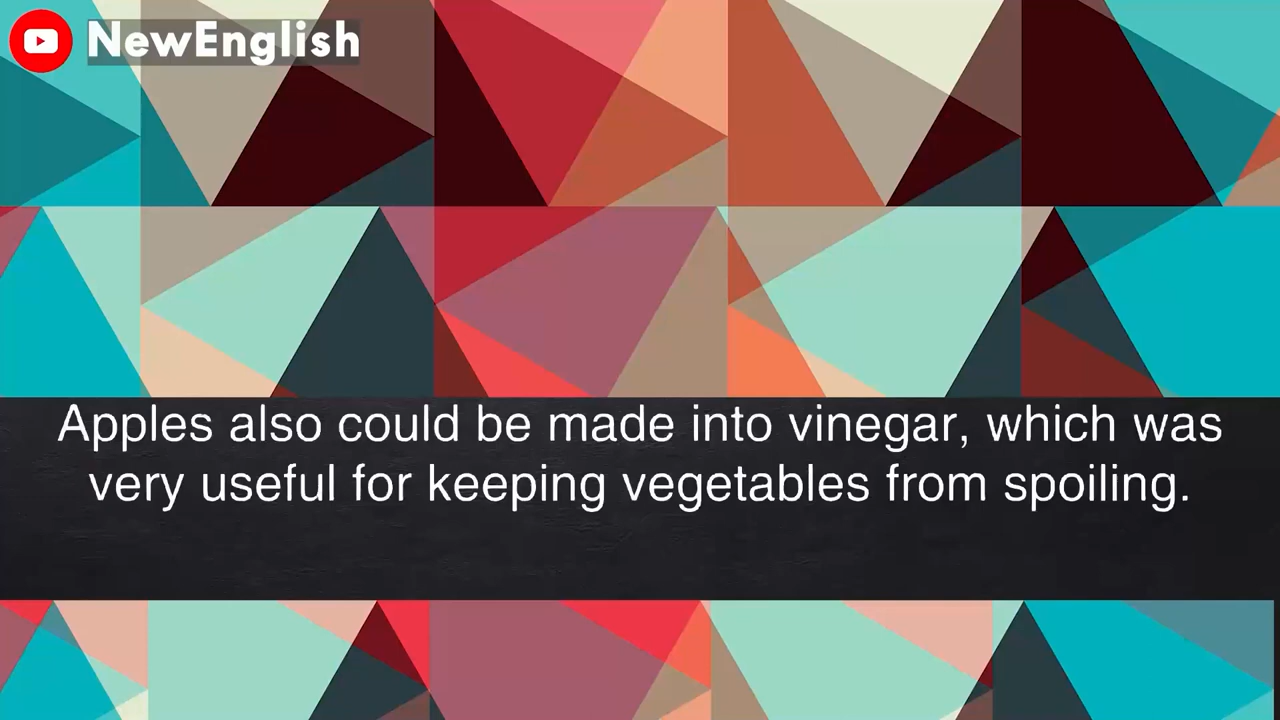 NewEnglish
Apples also could be made into vinegar, which was
very useful for keeping vegetables from spoiling.